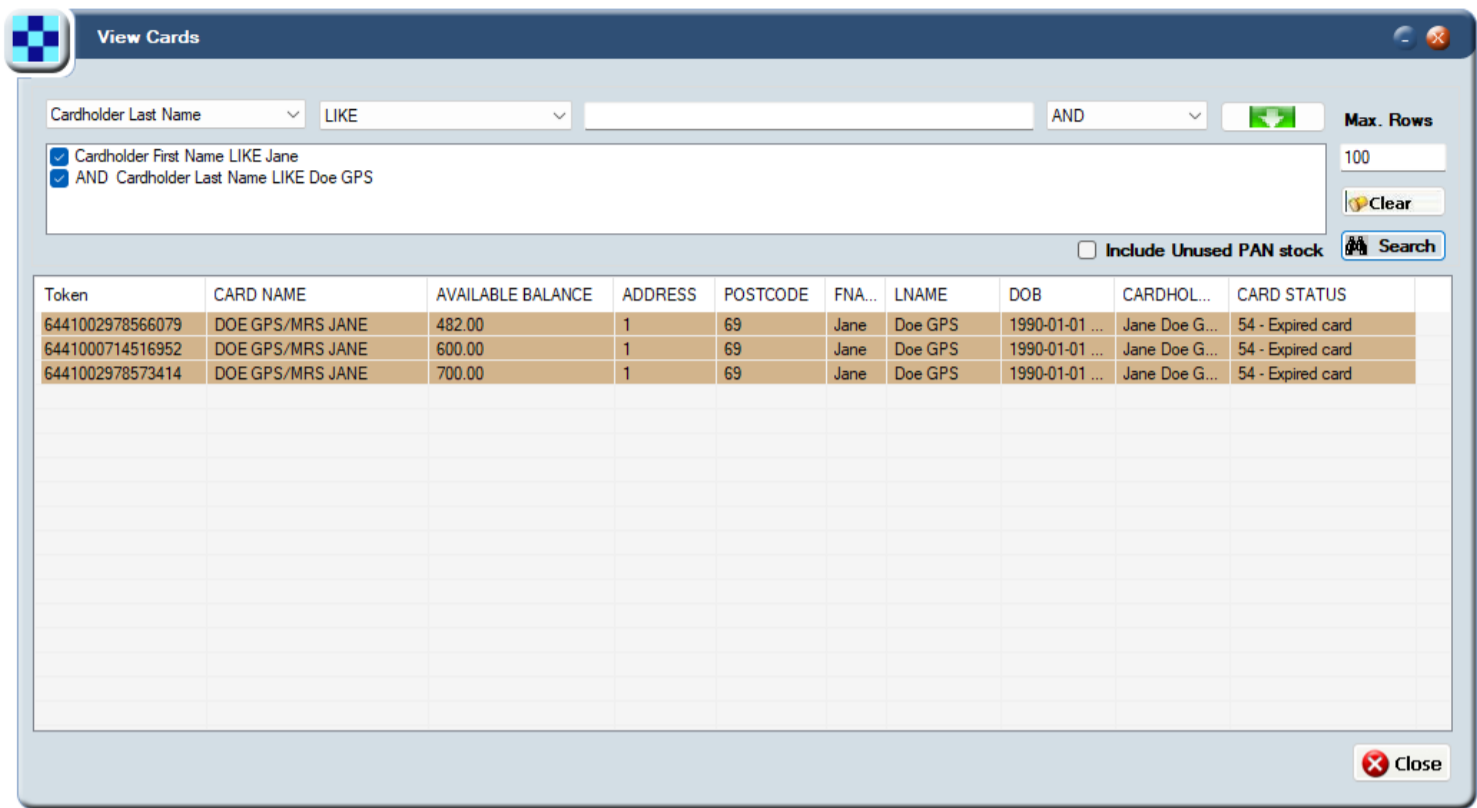 View Cards
Cardholder Last Name LIKE AND Max. Rows
Cardholder First Name LIKE Jane 100
AND Cardholder Last Name LIKE Doe GPS
Clear
Include Unused PAN stock Search
Token CARD NAME AVAILABLE BALANCE ADDRESS POSTCODE FNA... LNAME DOB CARDHOL... CARD STATUS
6441002978566079 DOE GPS/MRS JANE 482.00 1 69 Jane Doe GPS 1990-01-01 ... Jane Doe G... 54 - Expired card
6441000714516952 DOE GPS/MRS JANE 600.00 1 69 Jane Doe GPS 1990-01-01 ... Jane Doe G... 54 - Expired card
6441002978573414 DOE GPS/MRS JANE 700.00 1 69 Jane Doe GPS 1990-01-01 ... Jane Doe G... 54 - Expired card
Close